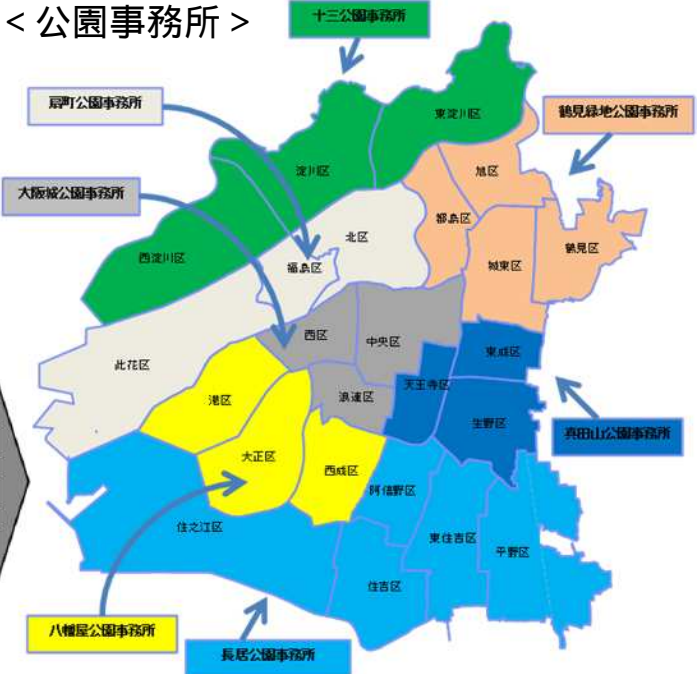 ＜公園事務所＞
十三公園事務所
扇町公園事務所
鶴見緑地公園事務所
大阪城公園事務所
東淀川区
淀川区
旭区
都島区
北区
鶴見区
城東区
西淀川区
福島区
西区
中央区
東成区
此花区
天王寺区
港区
浪速区
生野区
真田山公園事務所
大正区
西成区
阿倍野区
住之江区
東住吉区
平野区
住吉区
八幡屋公園事務所
長居公園事務所